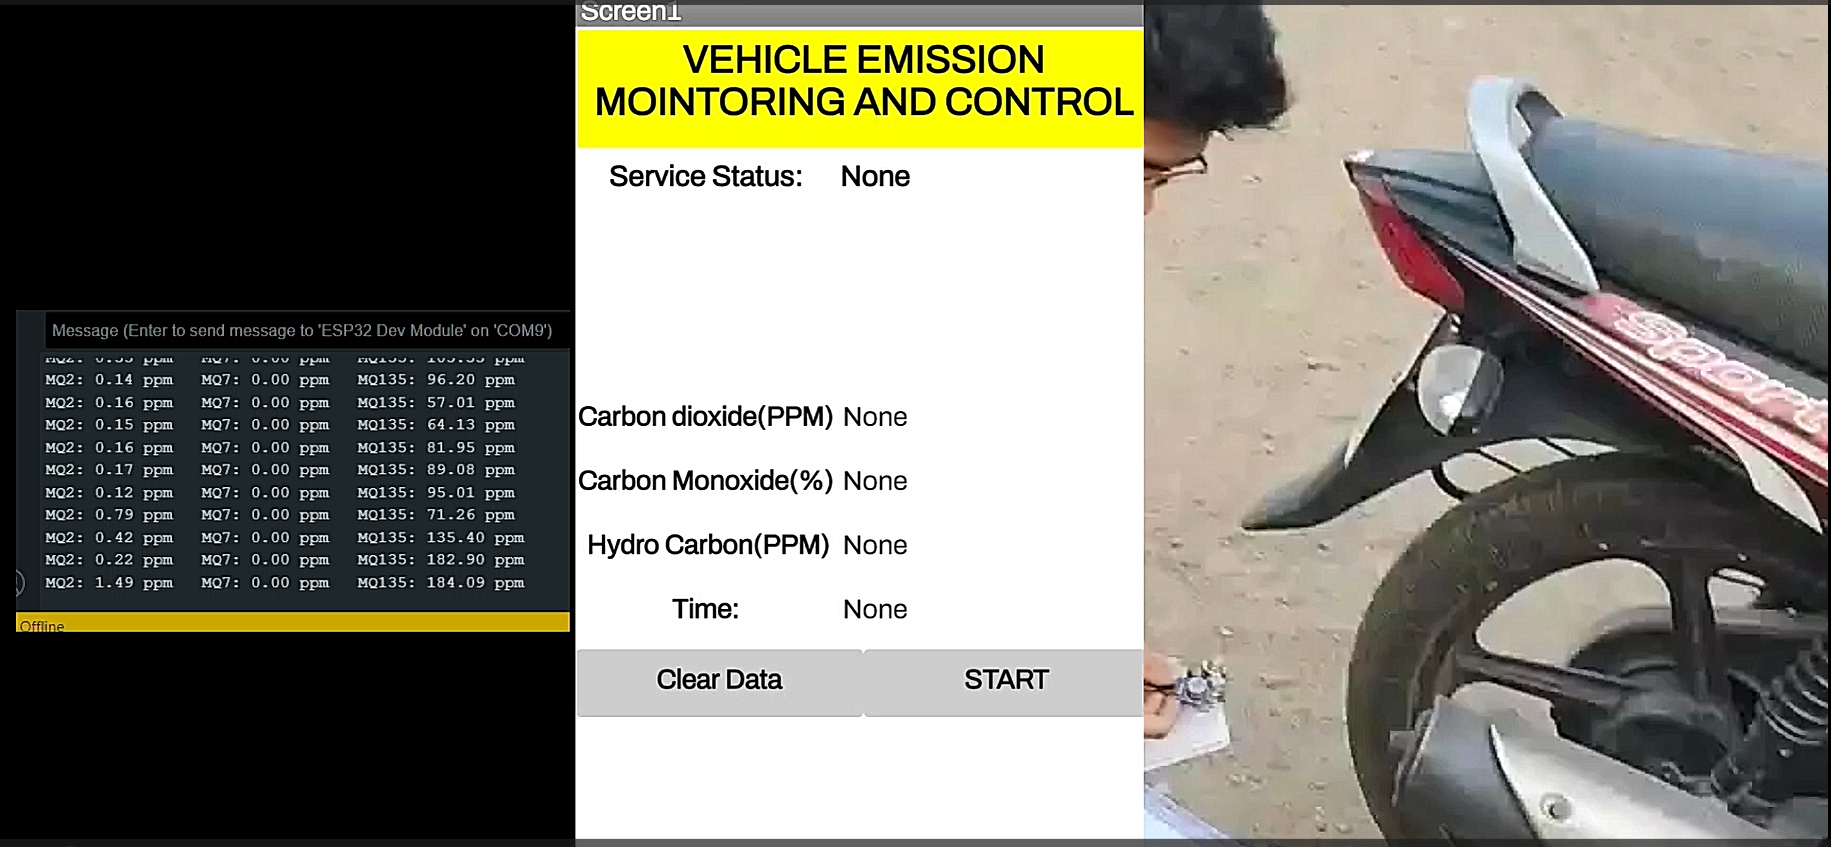 Message (Enter to send message to 'ESP32 Dev Module' on 'COM9')
MQ2: 0.14 ppm MQ7: 0.00 ppm MQ135: 96.20 ppm
MQ2: 0.16 ppm MQ7: 0.00 ppm MQ135: 57.01 ppm
MQ2: 0.15 ppm MQ7: 0.00 ppm MQ135: 64.13 ppm
MQ2: 0.16 ppm MQ7: 0.00 ppm MQ135: 81.95 ppm
MQ2: 0.17 ppm MQ7: 0.00 ppm MQ135: 89.08 ppm
MQ2: 0.12 ppm MQ7: 0.00 ppm MQ135: 95.01 ppm
MQ2: 0.79 ppm MQ7: 0.00 ppm MQ135: 71.26 ppm
MQ2: 0.42 ppm MQ7: 0.00 ppm MQ135: 135.40 ppm
MQ2: 0.22 ppm MQ7: 0.00 ppm MQ135: 182.90 ppm
MQ2: 1.49 ppm MQ7: 0.00 ppm MQ135: 184.09 ppm
Offline
Screen1
VEHICLE EMISSION
MOINTORING AND CONTROL
Service Status: None
Carbon dioxide(PPM) None
Carbon Monoxide(%) None
Hydro Carbon(PPM) None
Time: None
Clear Data START
Sport